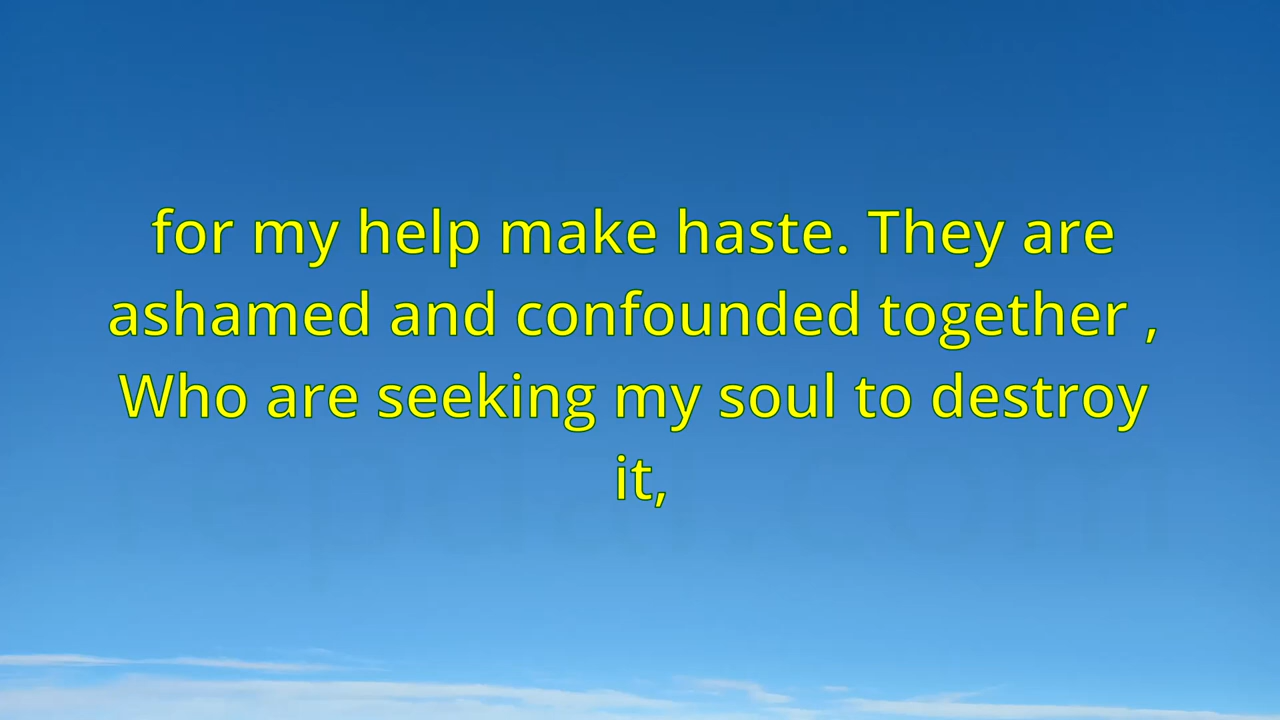 for my help make haste. They are
ashamed and confounded together ,
Who are seeking my soul to destroy
it,